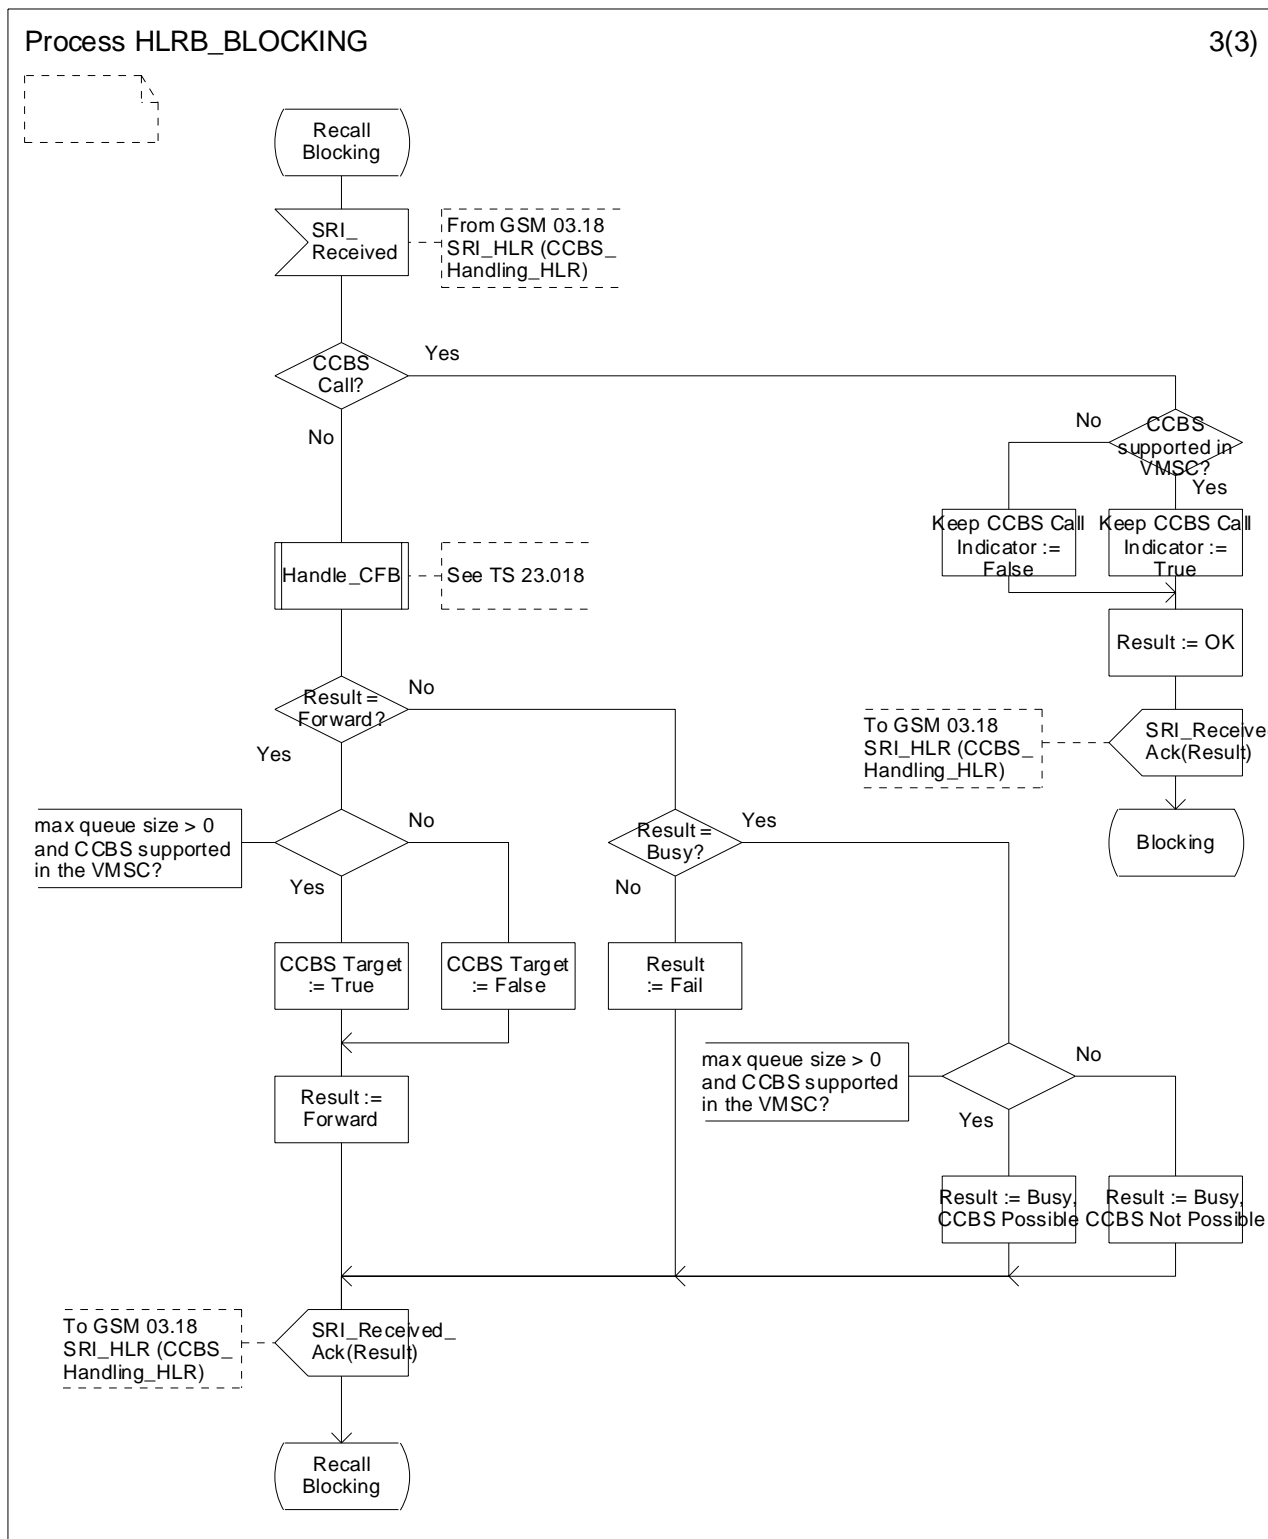 Process HLRB_BLOCKING
3(3)
Recall
Blocking
SRI_
Received
From GSM 03.18
SRI_HLR (CCBS_
Handling_HLR)
CCBS
Call?
Yes
No
CCBS
supported in
VMSC?
No
Yes
Keep CCBS Call
Indicator :=
False
Keep CCBS Call
Indicator :=
True
Handle_CFB
See TS 23.018
Result := OK
Result =
Forward?
No
Yes
To GSM 03.18
SRI_HLR (CCBS_
Handling_HLR)
SRI_Received
Ack(Result)
Blocking
max queue size > 0
and CCBS supported
in the VMSC?
No
Yes
Result =
Busy?
Yes
No
CCBS Target
:= True
CCBS Target
:= False
Result
:= Fail
max queue size > 0
and CCBS supported
in the VMSC?
No
Yes
Result :=
Forward
Result := Busy,
CCBS Possible
Result := Busy,
CCBS Not Possible
To GSM 03.18
SRI_HLR (CCBS_
Handling_HLR)
SRI_Received_
Ack(Result)
Recall
Blocking